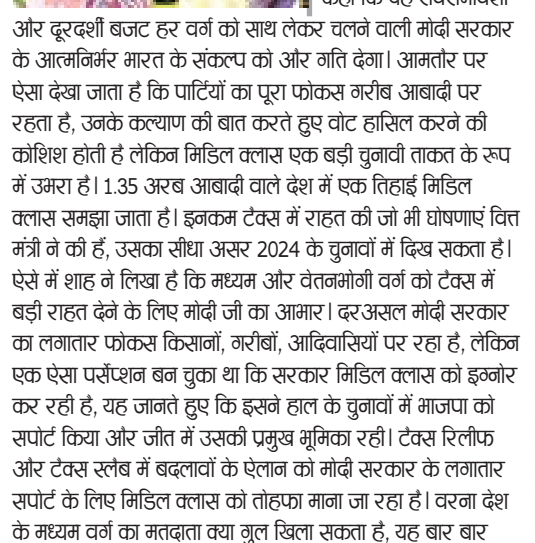 कहा कि यह
और दूरदर्शी बजट हर वर्ग को साथ लेकर चलने वाली मोदी सरकार
के आत्मनिर्भर भारत के संकल्प को और गति देगा। आमतौर पर
ऐसा देखा जाता है कि पार्टियों का पूरा फोकस गरीब आबादी पर
रहता है, उनके कल्याण की बात करते हुए वोट हासिल करने की
कोशिश होती है लेकिन मिडिल क्लास एक बड़ी चुनावी ताकत के रूप
में उभरा है। 1.35 अरब आबादी वाले देश में एक तिहाई मिडिल
क्लास समझा जाता है। इनकम टैक्स में राहत की जो भी घोषणाएं वित्त
मंत्री ने की हैं, उसका सीधा असर 2024 के चुनावों में दिख सकता है।
ऐसे में शाह ने लिखा है कि मध्यम और वेतनभोगी वर्ग को टैक्स में
बड़ी राहत देने के लिए मोदी जी का आभार। दरअसल मोदी सरकार
का लगातार फोकस किसानों, गरीबों, आदिवासियों पर रहा है, लेकिन
एक ऐसा पर्सेप्शन बन चुका था कि सरकार मिडिल क्लास को इग्नोर
कर रही है, यह जानते हुए कि इसने हाल के चुनावों में भाजपा को
सपोर्ट किया और जीत में उसकी प्रमुख भूमिका रही। टैक्स रिलीफ
और टैक्स स्लैब में बदलावों के ऐलान को मोदी सरकार के लगातार
सपोर्ट के लिए मिडिल क्लास को तोहफा माना जा रहा है। वरना देश
के मध्यम वर्ग का मतदाता क्या गुल खिला सकता है, यह बार बार